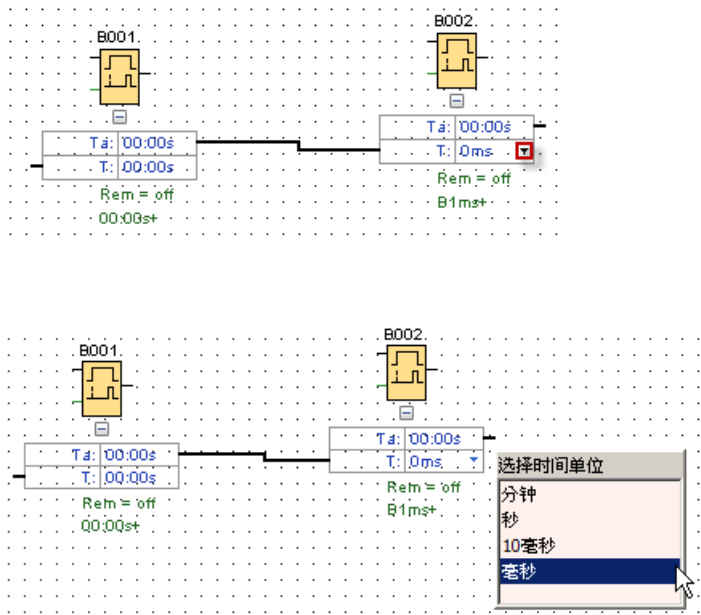 B001
B002
Ta: 00:00s
T: 00:00s
Rem = off
00:00s+
Ta: 00:00s
T: 0ms
Rem = off
B1ms+
B001
B002
Ta: 00:00s
T: 00:00s
Rem = off
00:00s+
Ta: 00:00s
T: 0ms
Rem = off
B1ms+
选择时间单位
分钟
秒
10毫秒
毫秒